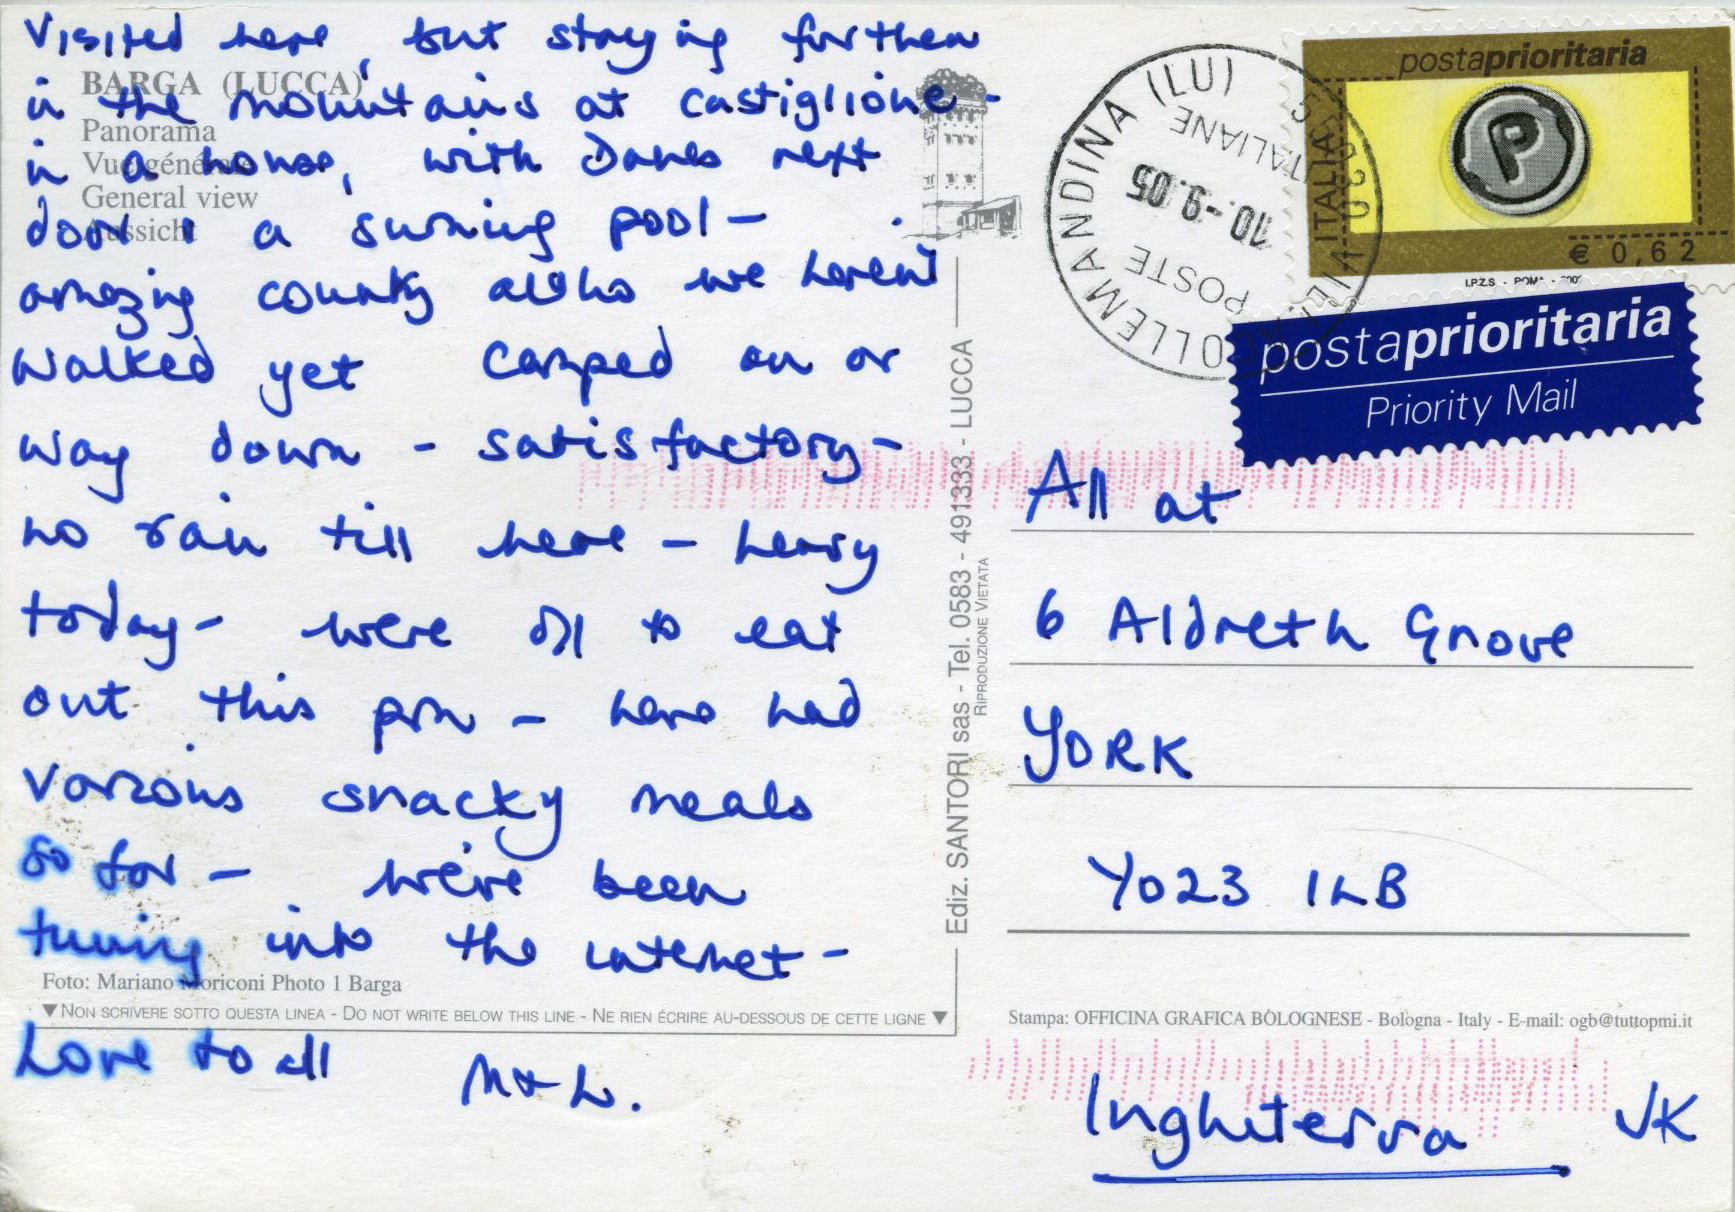 Visited here, but staying further
in the mountains at Castiglione -
in a house, with Danes next
door & a swiming pool -
amazing country altho we haven't
walked yet Camped on or
way down - satisfactory -
no rain till here - heavy
today - were off to eat
out this pm - have had
various snacky meals
so far - we've been
tuning into the internet -
Love to all M & L.
BARGA (LUCCA)
Panorama
Vue générale
General view
Aussicht
Foto: Mariano Moriconi Photo 1 Barga
▼ NON SCRIVERE SOTTO QUESTA LINEA - DO NOT WRITE BELOW THIS LINE - NE RIEN ÉCRIRE AU-DESSOUS DE CETTE LIGNE ▼
Ediz. SANTORI sas - Tel. 0583 - 491333 - LUCCA
RIPRODUZIONE VIETATA
postaprioritaria
P
ITALIA
€ 0,62
I.P.Z.S. - ROMA -
(LU)
POSTE ITALIANE
10.-9.05
postaprioritaria
Priority Mail
All at
6 Aldreth Grove
YORK
YO23 1LB
Stampa: OFFICINA GRAFICA BOLOGNESE - Bologna - Italy - E-mail: ogb@tuttopmi.it
Inghiterra UK